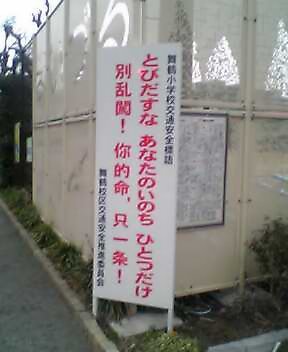 舞鶴小学校交通安全標語
とびだすな あなたのいのち ひとつだけ
別乱闖！你的命，只一条！
舞鶴校区交通安全推進委員会